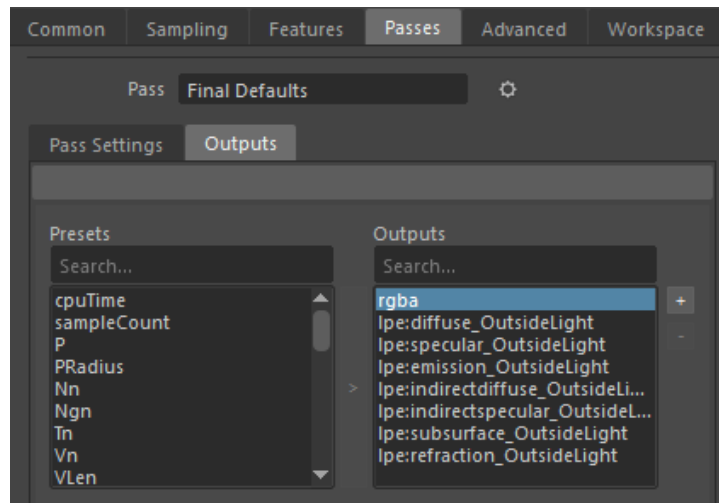 Common Sampling Features Passes Advanced Workspace
Pass Final Defaults
Pass Settings Outputs
Presets
Search...
cpuTime
sampleCount
P
PRadius
Nn
Ngn
Tn
Vn
VLen
>
Outputs
Search...
rgba
lpe:diffuse_OutsideLight
lpe:specular_OutsideLight
lpe:emission_OutsideLight
lpe:indirectdiffuse_OutsideLi...
lpe:indirectspecular_OutsideL...
lpe:subsurface_OutsideLight
lpe:refraction_OutsideLight
+
-